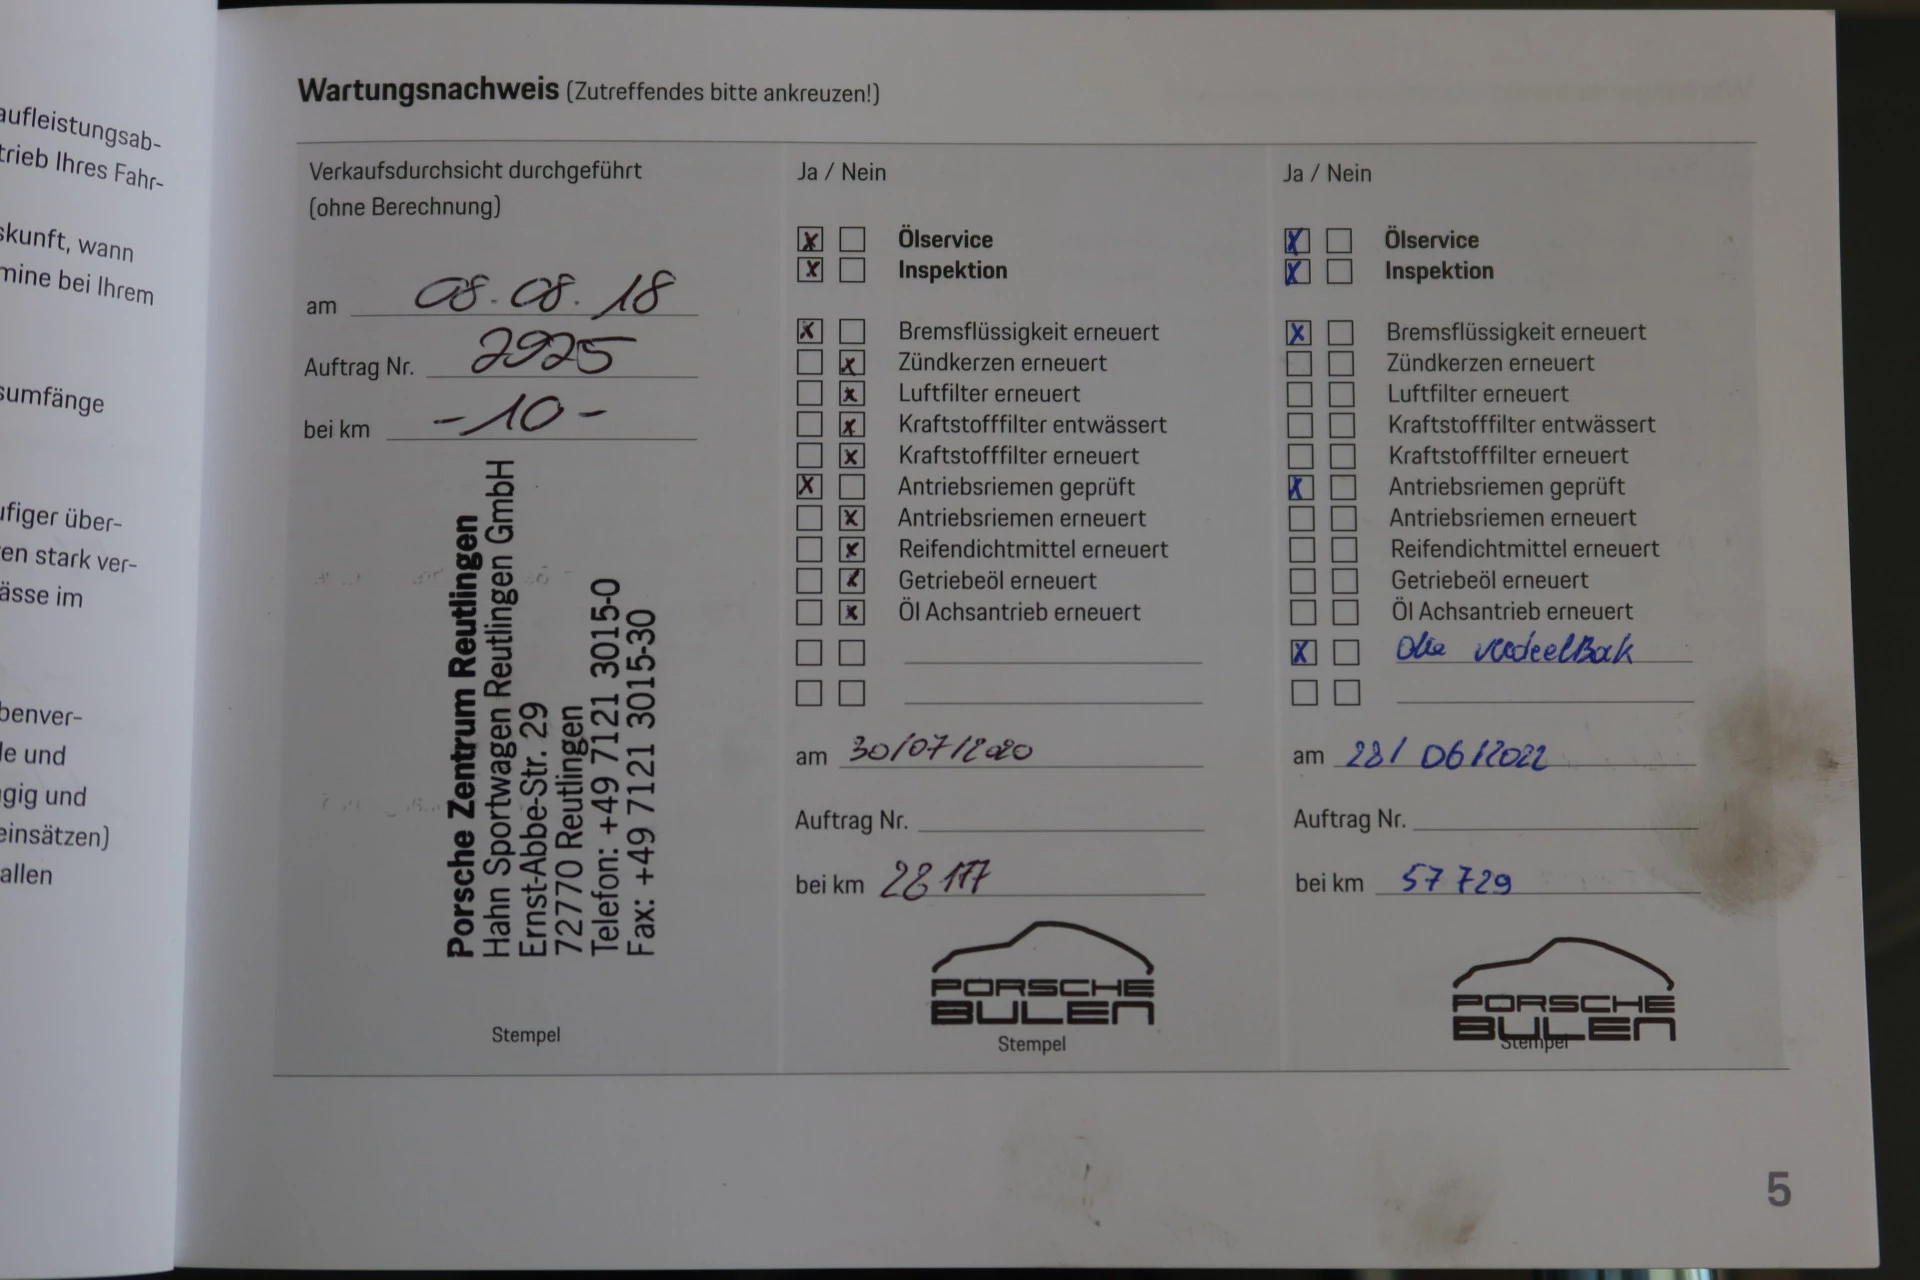 aufleistungsab-
trieb Ihres Fahr-
skunft, wann
mine bei Ihrem
sumfänge
ufiger über-
en stark ver-
ässe im
benver-
le und
gig und
einsätzen)
allen
Wartungsnachweis (Zutreffendes bitte ankreuzen!)
Verkaufsdurchsicht durchgeführt
(ohne Berechnung)
am 08.08.18
Auftrag Nr. 2925
bei km -10-
Porsche Zentrum Reutlingen
Hahn Sportwagen Reutlingen GmbH
Ernst-Abbe-Str. 29
72770 Reutlingen
Telefon: +49 7121 3015-0
Fax: +49 7121 3015-30
Stempel
Ja / Nein
Ölservice
Inspektion
Bremsflüssigkeit erneuert
Zündkerzen erneuert
Luftfilter erneuert
Kraftstofffilter entwässert
Kraftstofffilter erneuert
Antriebsriemen geprüft
Antriebsriemen erneuert
Reifendichtmittel erneuert
Getriebeöl erneuert
Öl Achsantrieb erneuert
am 30/07/2020
Auftrag Nr.
bei km 28117
PORSCHE
BULEN
Stempel
Ja / Nein
Ölservice
Inspektion
Bremsflüssigkeit erneuert
Zündkerzen erneuert
Luftfilter erneuert
Kraftstofffilter entwässert
Kraftstofffilter erneuert
Antriebsriemen geprüft
Antriebsriemen erneuert
Reifendichtmittel erneuert
Getriebeöl erneuert
Öl Achsantrieb erneuert
Olie verdeelBak
am 28/06/2022
Auftrag Nr.
bei km 57729
PORSCHE
BULEN
Stempel
5